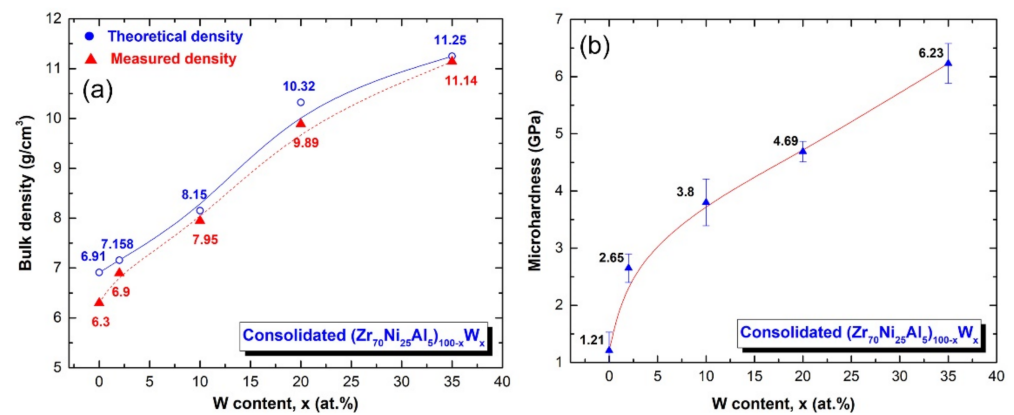 Theoretical density
Measured density
(a)
12
11
10
9
8
7
6
5
6.91
7.158
8.15
10.32
11.25
6.3
6.9
7.95
9.89
11.14
Bulk density (g/cm³)
Consolidated (Zr₇₀Ni₂₅Al₅)₁₀₀₋ₓWₓ
0 5 10 15 20 25 30 35 40
W content, x (at.%)
(b)
7
6
5
4
3
2
1
1.21
2.65
3.8
4.69
6.23
Microhardness (GPa)
Consolidated (Zr₇₀Ni₂₅Al₅)₁₀₀₋ₓWₓ
0 5 10 15 20 25 30 35 40
W content, x (at.%)